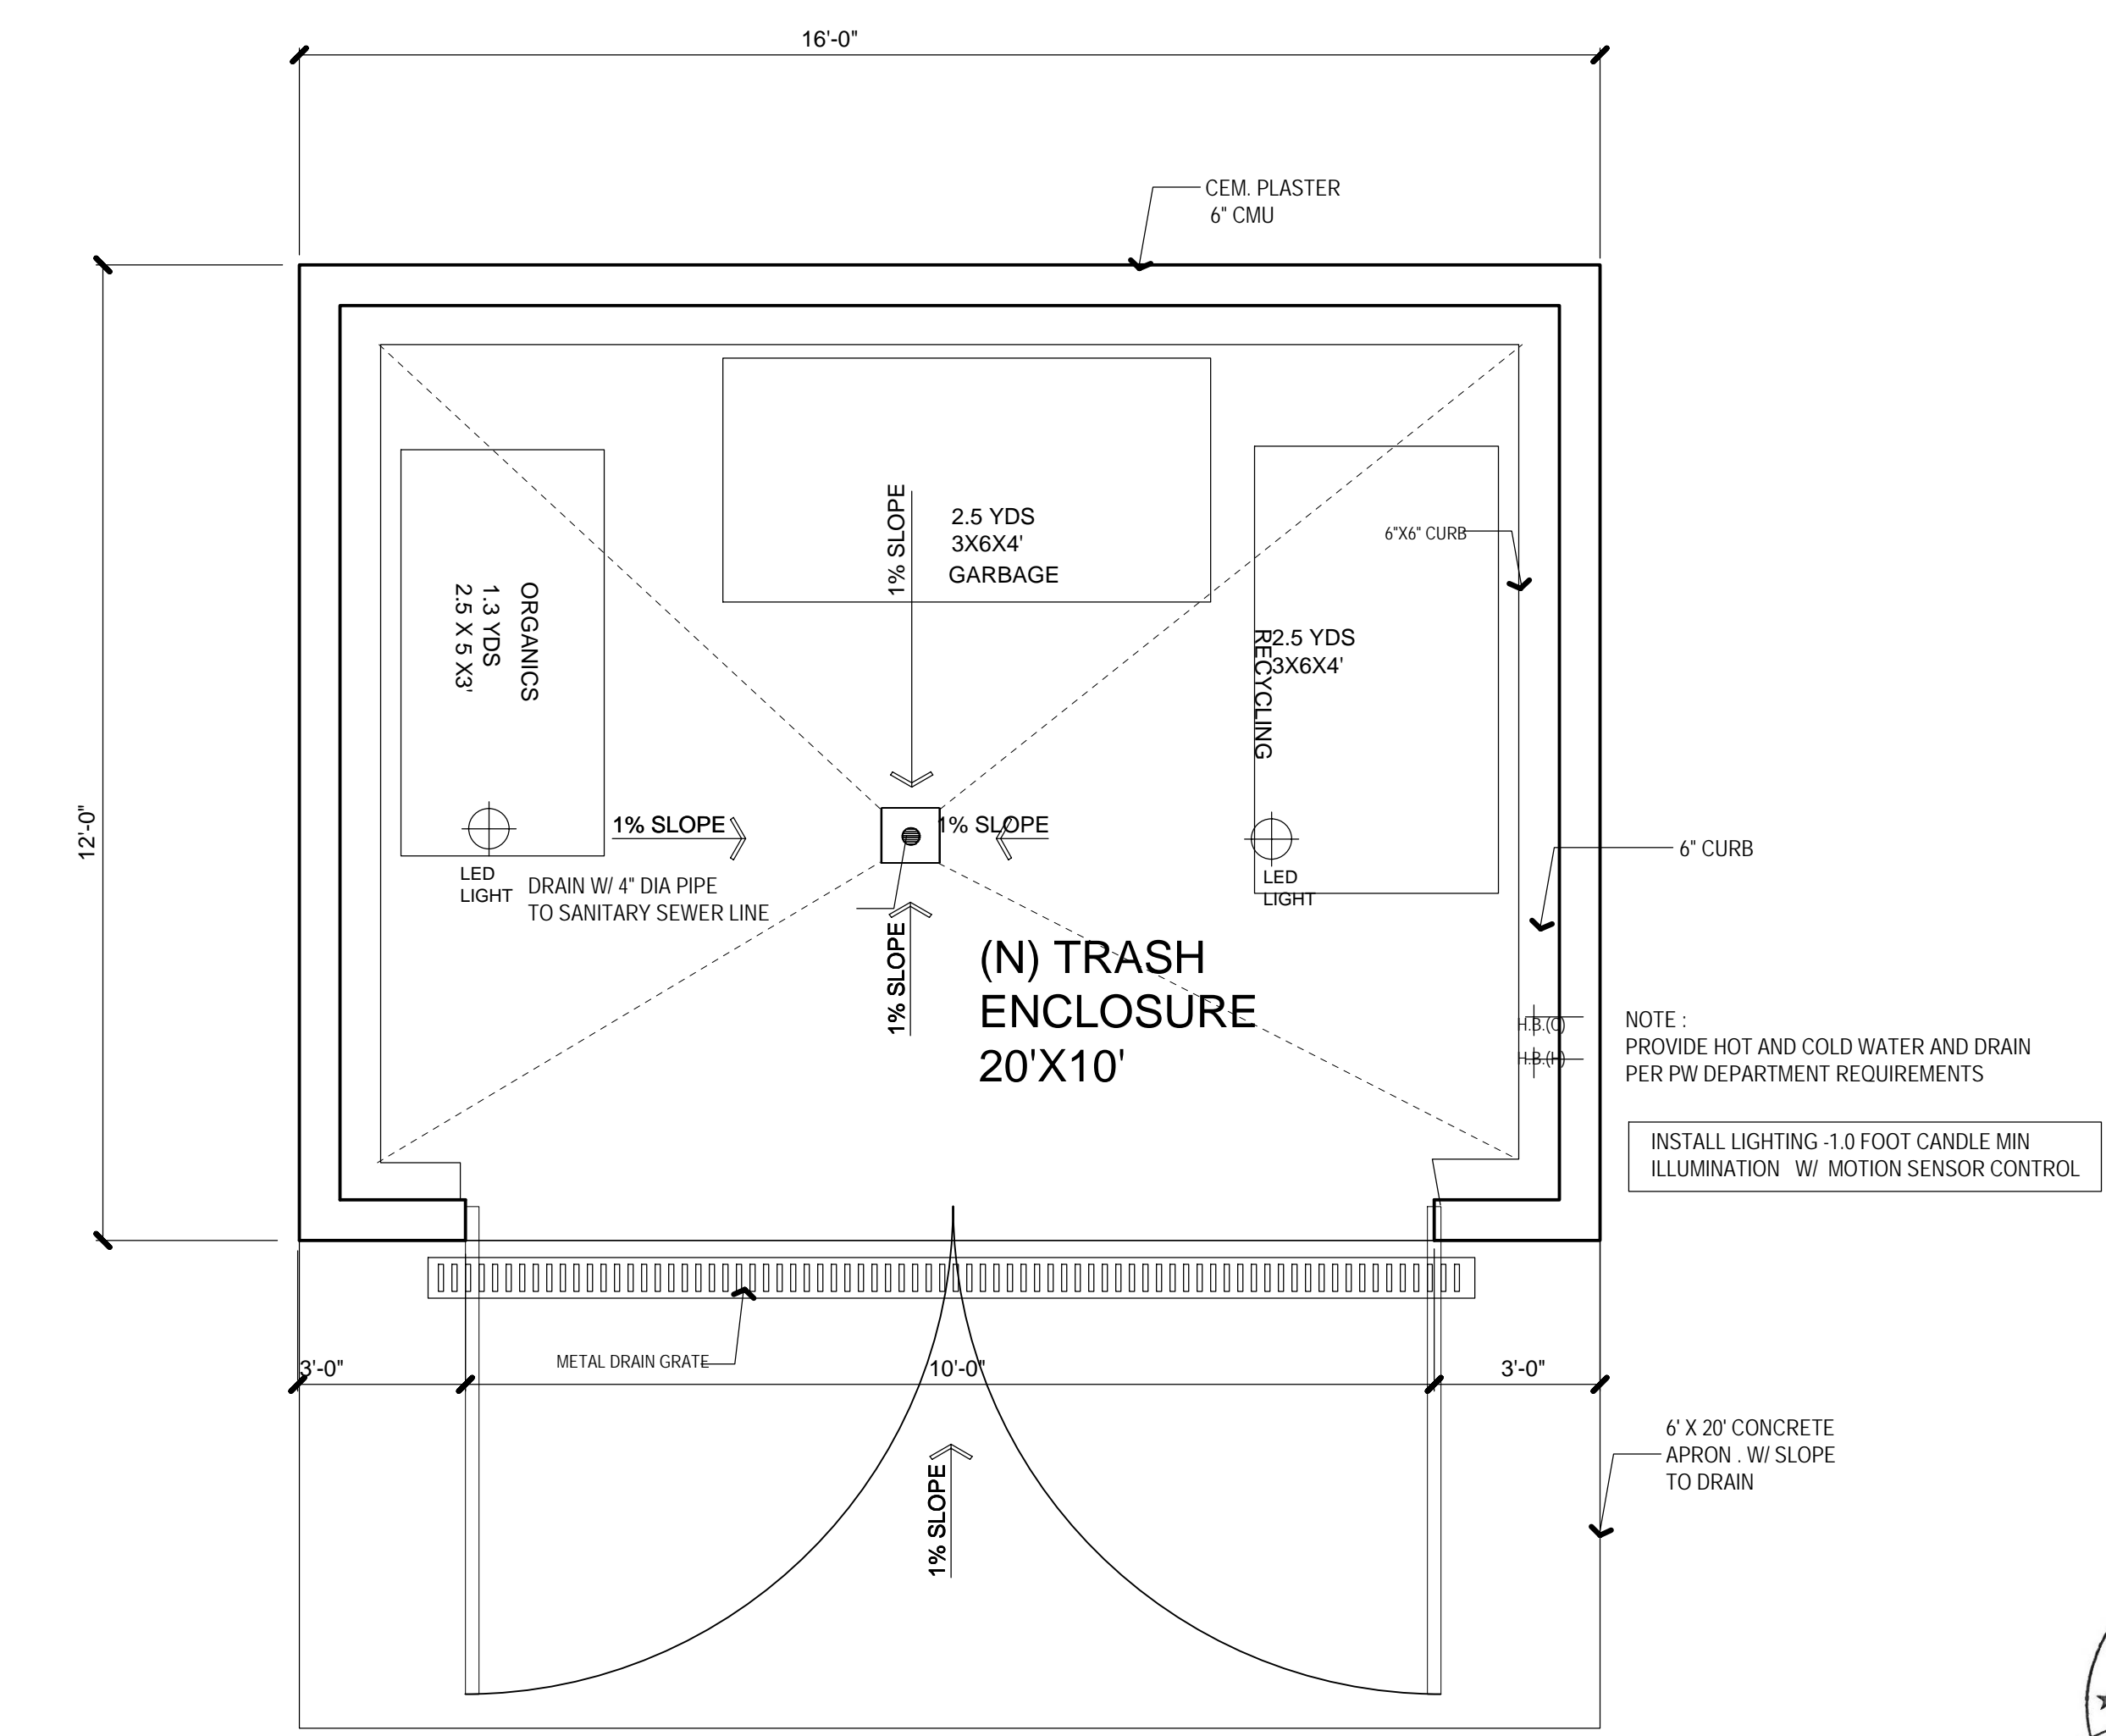 16'-0"
CEM. PLASTER
6" CMU
12'-0"
1% SLOPE
2.5 YDS
3X6X4'
GARBAGE
6"X6" CURB
ORGANICS
1.3 YDS
2.5 X 5 X3'
RECYCLING
2.5 YDS
3X6X4'
1% SLOPE
1% SLOPE
LED
LIGHT
DRAIN W/ 4" DIA PIPE
TO SANITARY SEWER LINE
LED
LIGHT
6" CURB
1% SLOPE
(N) TRASH
ENCLOSURE
20'X10'
H.B.(C)
H.B.(H)
NOTE :
PROVIDE HOT AND COLD WATER AND DRAIN
PER PW DEPARTMENT REQUIREMENTS
INSTALL LIGHTING -1.0 FOOT CANDLE MIN
ILLUMINATION W/ MOTION SENSOR CONTROL
METAL DRAIN GRATE
3'-0"
10'-0"
3'-0"
1% SLOPE
6' X 20' CONCRETE
APRON . W/ SLOPE
TO DRAIN